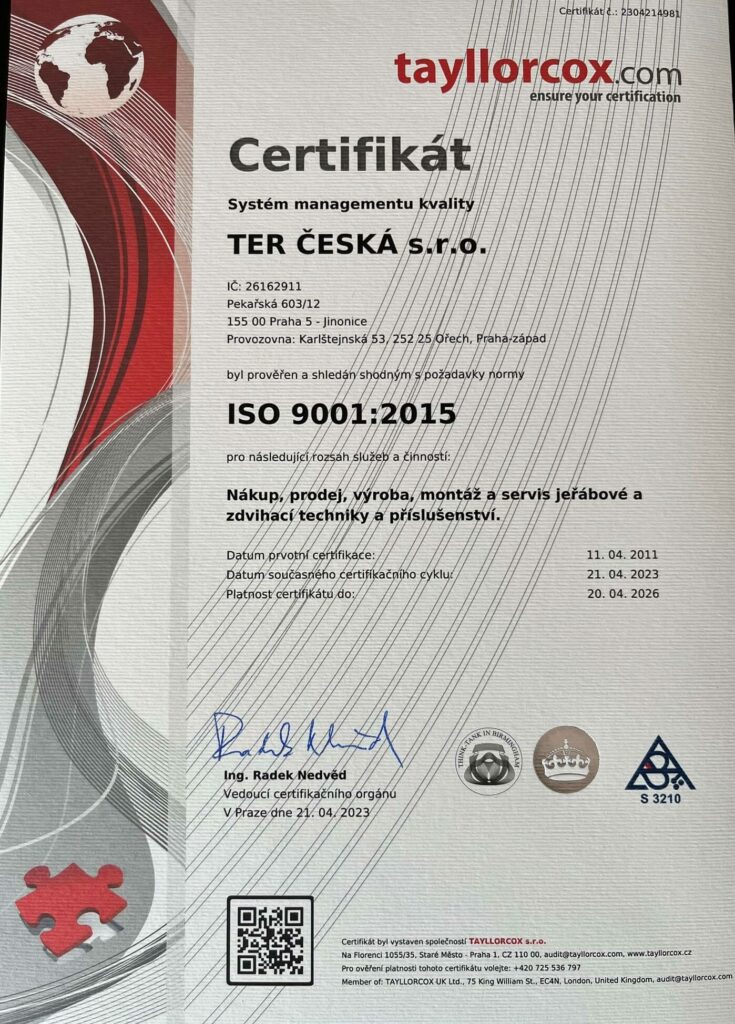 Certifikát č.: 2304214981
tayllorcox.com
ensure your certification
Certifikát
Systém managementu kvality
TER ČESKÁ s.r.o.
IČ: 26162911
Pekařská 603/12
155 00 Praha 5 - Jinonice
Provozovna: Karlštejnská 53, 252 25 Ořech, Praha-západ
byl prověřen a shledán shodným s požadavky normy
ISO 9001:2015
pro následující rozsah služeb a činností:
Nákup, prodej, výroba, montáž a servis jeřábové a
zdvihací techniky a příslušenství.
Datum prvotní certifikace: 11. 04. 2011
Datum současného certifikačního cyklu: 21. 04. 2023
Platnost certifikátu do: 20. 04. 2026
Radek Nedvěd
Ing. Radek Nedvěd
Vedoucí certifikačního orgánu
V Praze dne 21. 04. 2023
THINK-TANK IN BIRMINGHAM
S 3210
Certifikát byl vystaven společností TAYLLORCOX s.r.o.
Na Florenci 1055/35, Staré Město - Praha 1, CZ 110 00, audit@tayllorcox.com, www.tayllorcox.cz
Pro ověření platnosti tohoto certifikátu volejte: +420 725 536 797
Member of: TAYLLORCOX UK Ltd., 75 King William St., EC4N, London, United Kingdom, audit@tayllorcox.com